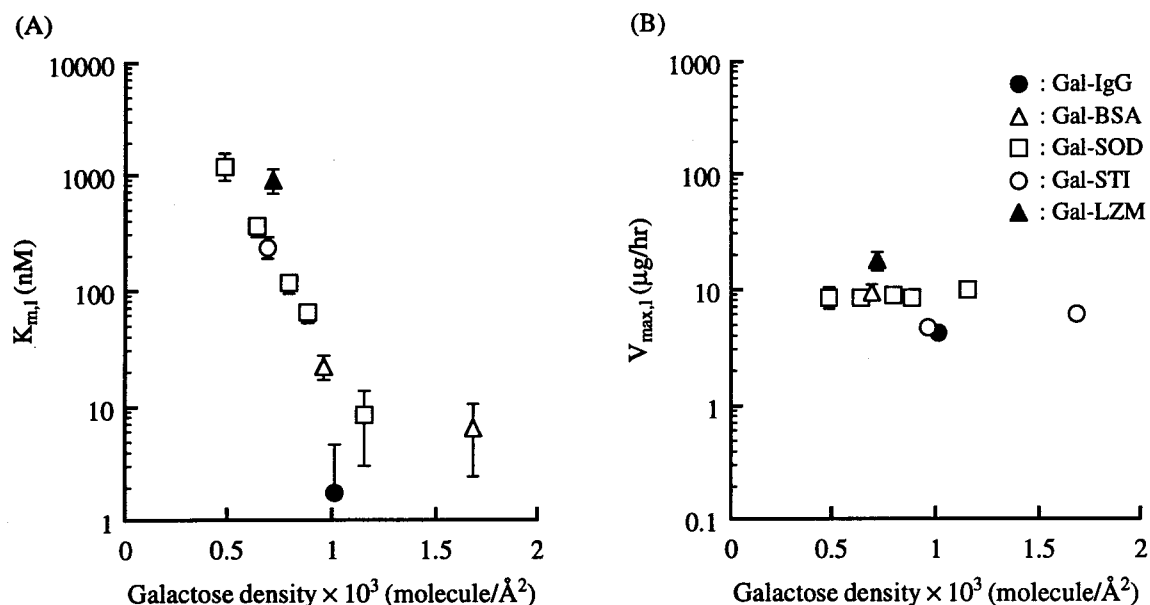 (A)
10000
1000
100
10
1
K_m,1 (nM)
0 0.5 1 1.5 2
Galactose density × 10³ (molecule/Å²)
(B)
1000
100
10
1
0.1
V_max,1 (μg/hr)
● : Gal-IgG
△ : Gal-BSA
□ : Gal-SOD
○ : Gal-STI
▲ : Gal-LZM
0 0.5 1 1.5 2
Galactose density × 10³ (molecule/Å²)